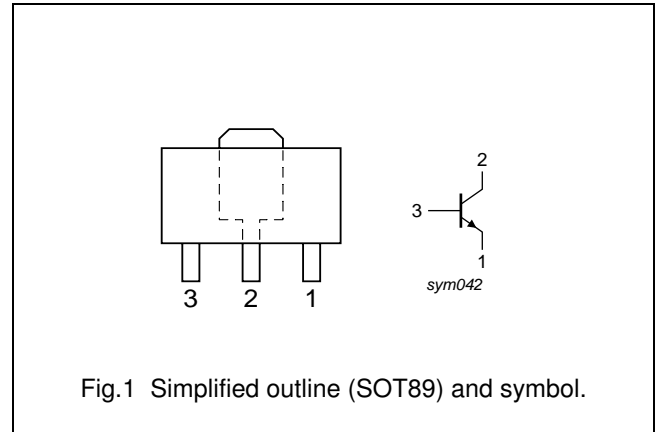 2
3
1
sym042
3 2 1
Fig.1 Simplified outline (SOT89) and symbol.